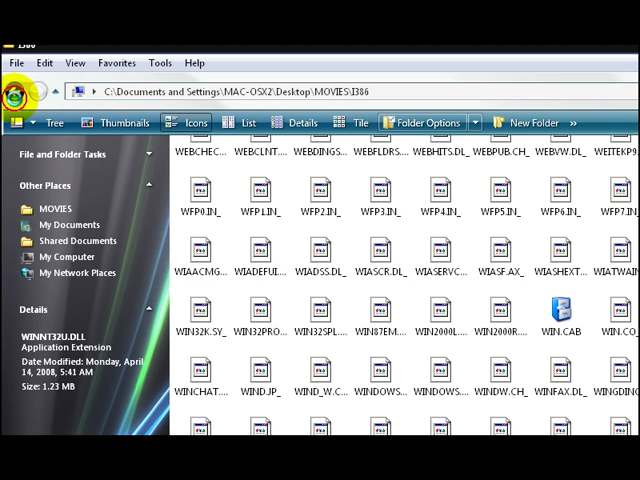 I386
File Edit View Favorites Tools Help
C:\Documents and Settings\MAC-OSX2\Desktop\MOVIES\I386
Tree Thumbnails Icons List Details Tile Folder Options New Folder »
File and Folder Tasks
Other Places
MOVIES
My Documents
Shared Documents
My Computer
My Network Places
Details
WINNT32U.DLL
Application Extension
Date Modified: Monday, April
14, 2008, 5:41 AM
Size: 1.23 MB
WEBCHEC... WEBCLNT.... WEBDINGS... WEBFLDRS.... WEBHITS.DL_ WEBPUB.CH_ WEBVW.DL_ WEITEKP9.
WFP0.IN_ WFP1.IN_ WFP2.IN_ WFP3.IN_ WFP4.IN_ WFP5.IN_ WFP6.IN_ WFP7.IN_
WIAACMG... WIADEFUI.... WIADSS.DL_ WIASCR.DL_ WIASERVC... WIASF.AX_ WIASHEXT... WIATWAIN
WIN32K.SY_ WIN32PRO... WIN32SPL.... WIN87EM.... WIN2000L.... WIN2000R.... WIN.CAB WIN.CO_
WINCHAT.... WINDJP_ WIND_W.C... WINDOWS... WINDOWS... WINDW.CH_ WINFAX.DL_ WINGDING